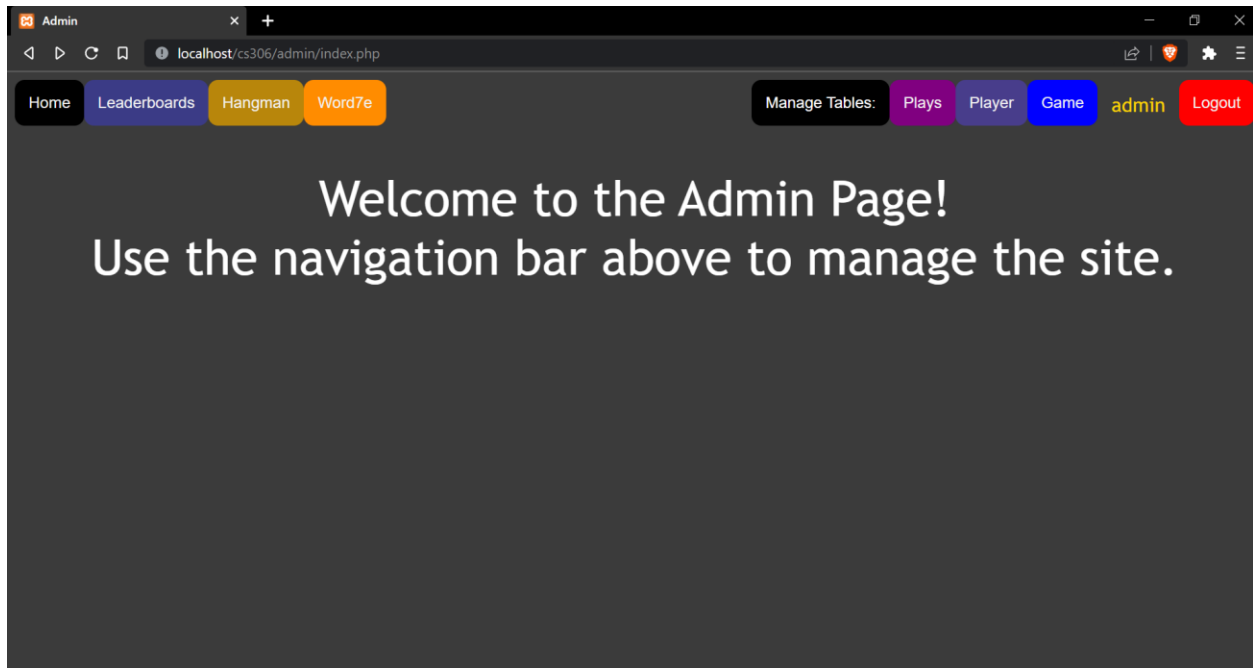 Admin
localhost/cs306/admin/index.php
Home Leaderboards Hangman Word7e Manage Tables: Plays Player Game admin Logout
Welcome to the Admin Page!
Use the navigation bar above to manage the site.